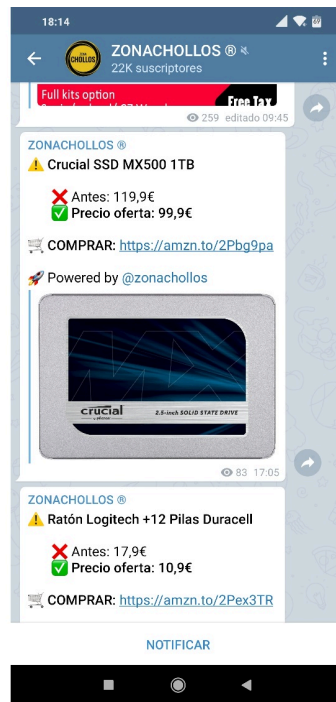 18:14
ZONACHOLLOS ®
22K suscriptores
Full kits option
Free Tax
259 editado 09:45
ZONACHOLLOS ®
⚠️ Crucial SSD MX500 1TB
❌ Antes: 119,9€
✅ Precio oferta: 99,9€
🛒 COMPRAR: https://amzn.to/2Pbg9pa
🚀 Powered by @zonachollos
crucial
2.5-inch SOLID STATE DRIVE
83 17:05
ZONACHOLLOS ®
⚠️ Ratón Logitech +12 Pilas Duracell
❌ Antes: 17,9€
✅ Precio oferta: 10,9€
🛒 COMPRAR: https://amzn.to/2Pex3TR
NOTIFICAR